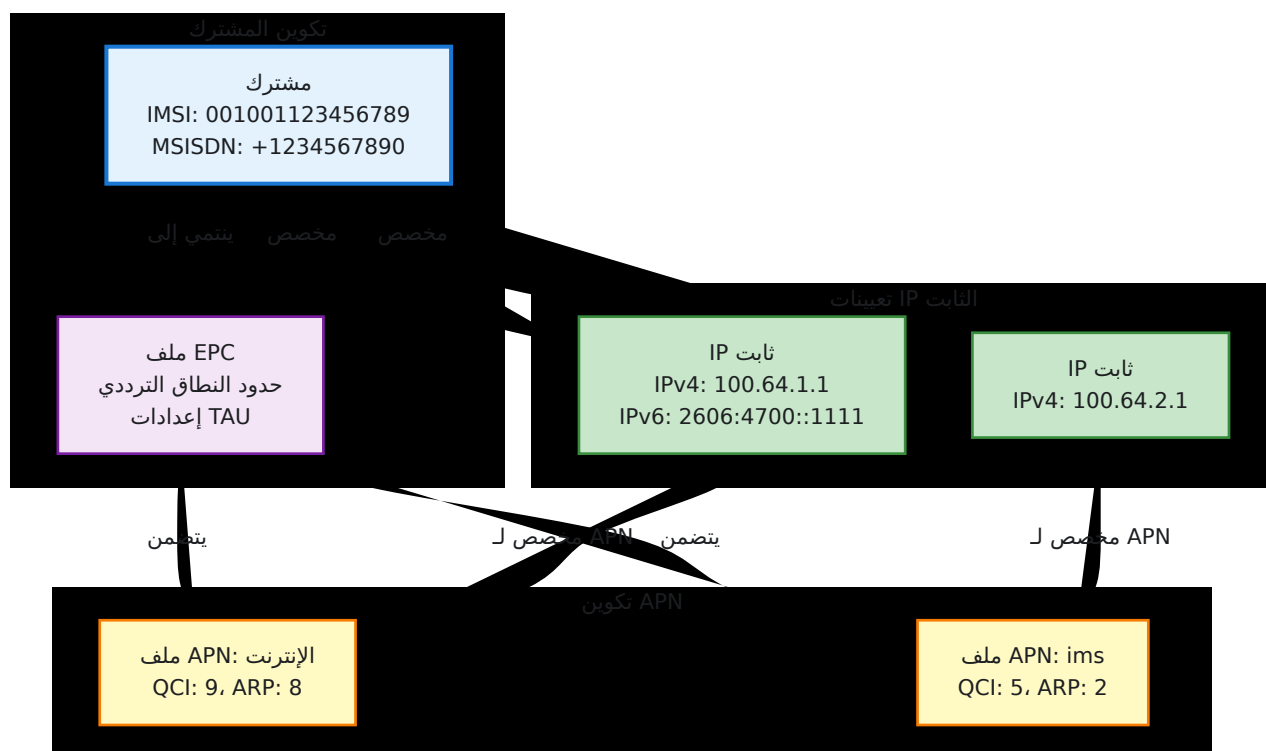 تكوين المشترك
مشترك
IMSI: 001001123456789
MSISDN: +1234567890
ينتمي إلى
مخصص
مخصص
ملف EPC
حدود النطاق الترددي
إعدادات TAU
تعيينات IP الثابت
IP ثابت
IPv4: 100.64.1.1
IPv6: 2606:4700::1111
IP ثابت
IPv4: 100.64.2.1
يتضمن
مخصص لـ APN
يتضمن
مخصص لـ APN
تكوين APN
ملف APN: الإنترنت
QCI: 9، ARP: 8
ملف APN: ims
QCI: 5، ARP: 2